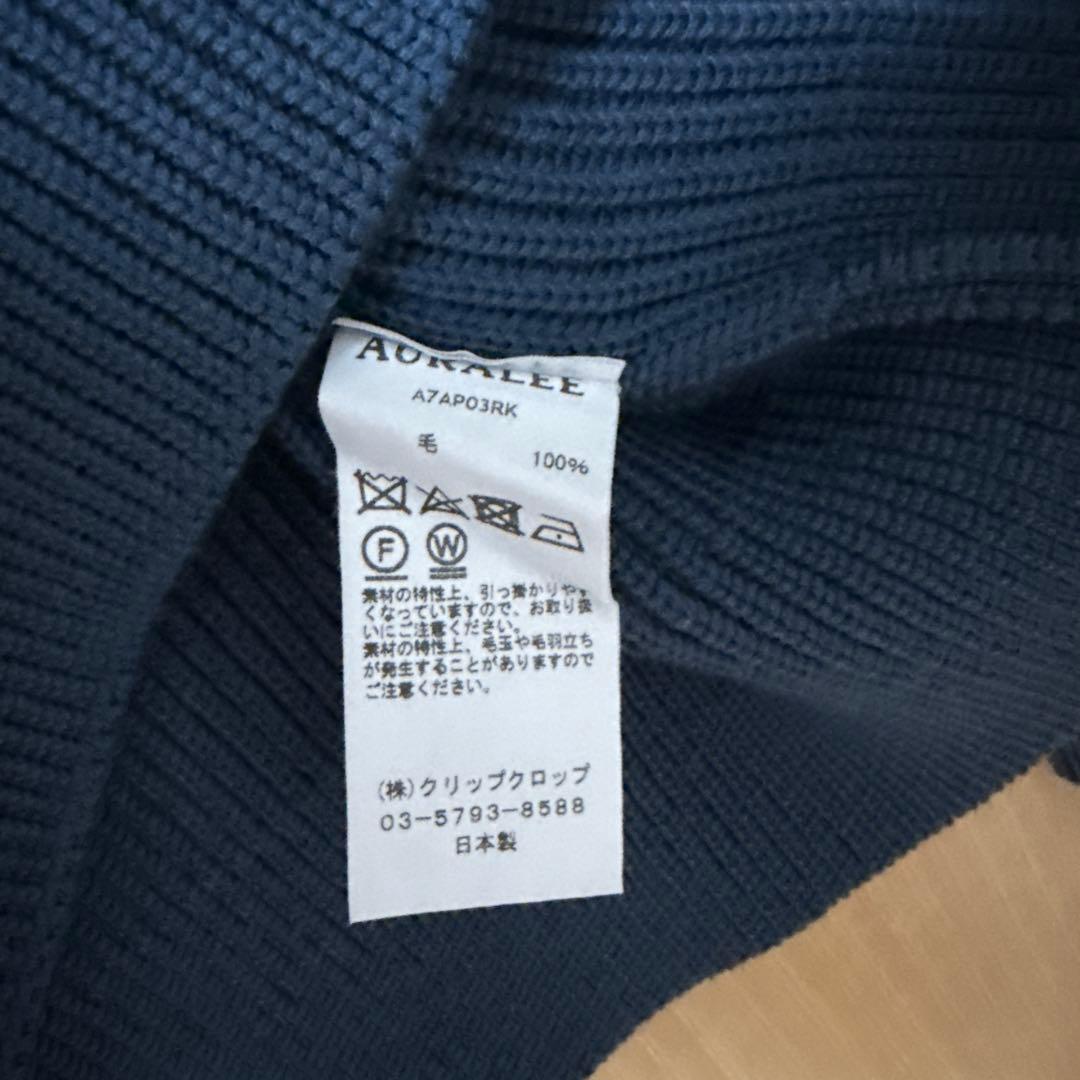 AURALEE
A7AP03RK
毛 100%
F W
素材の特性上、引っ掛かりやす
くなっていますので、お取り扱
いにご注意ください。
素材の特性上、毛玉や毛羽立ち
が発生することがありますので
ご注意ください。
(株)クリップクロップ
03-5793-8588
日本製